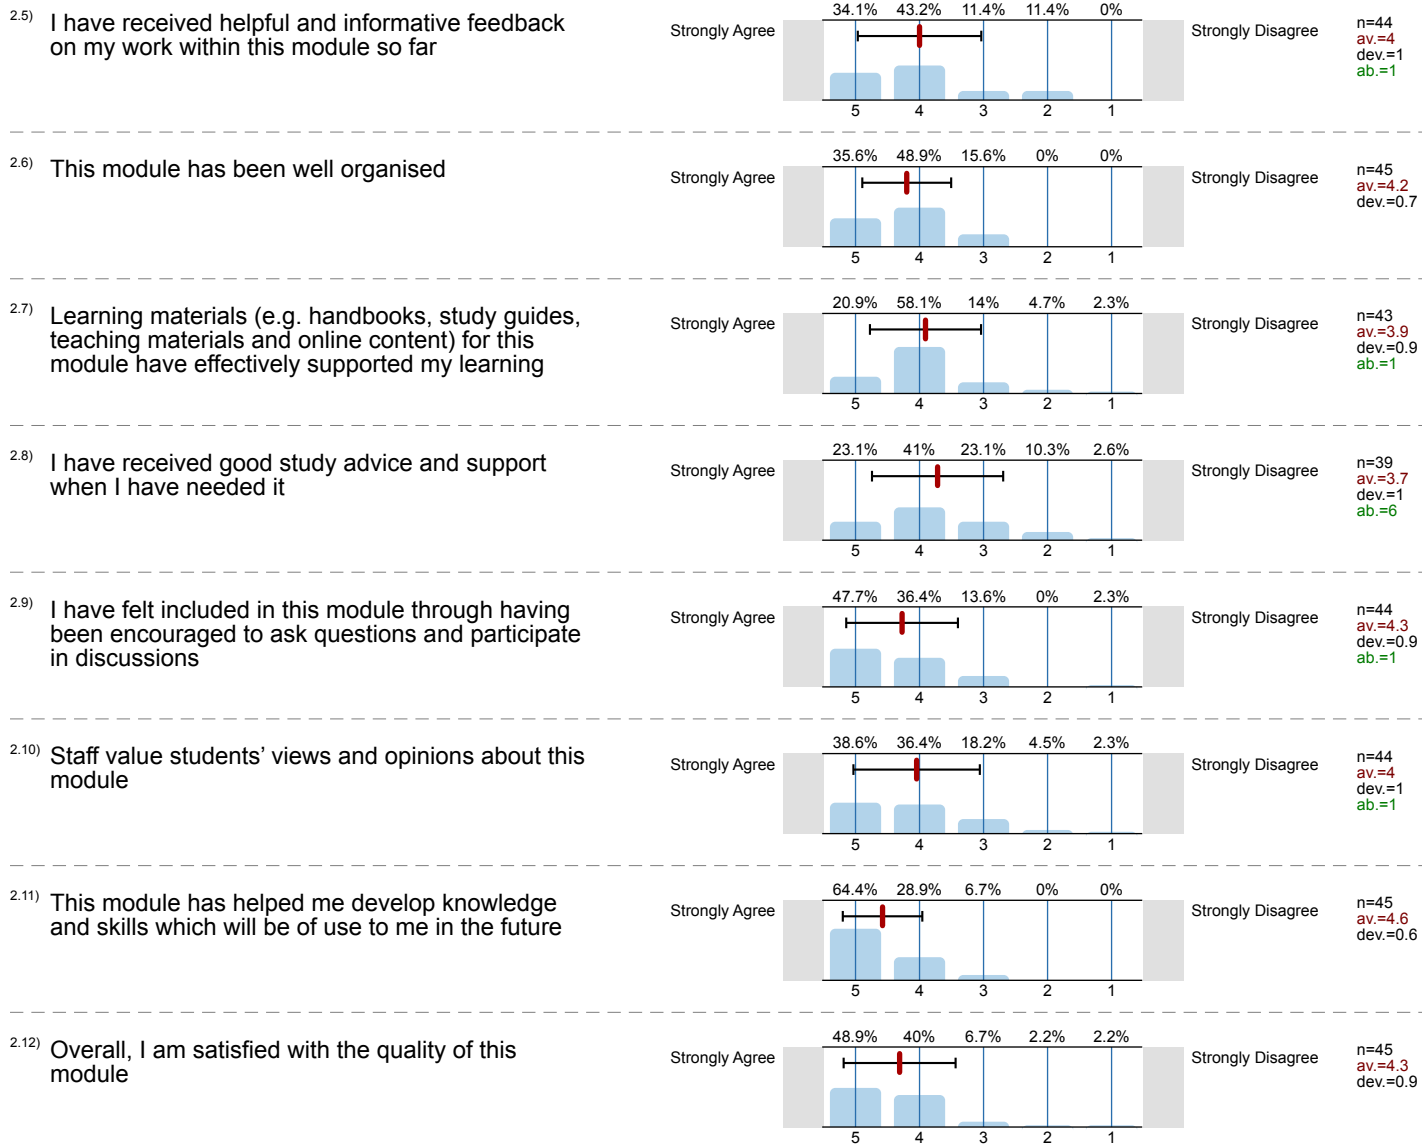 2.5) I have received helpful and informative feedback
on my work within this module so far
34.1% 43.2% 11.4% 11.4% 0%
Strongly Agree Strongly Disagree
5 4 3 2 1
n=44
av.=4
dev.=1
ab.=1
2.6) This module has been well organised
35.6% 48.9% 15.6% 0% 0%
Strongly Agree Strongly Disagree
5 4 3 2 1
n=45
av.=4.2
dev.=0.7
2.7) Learning materials (e.g. handbooks, study guides,
teaching materials and online content) for this
module have effectively supported my learning
20.9% 58.1% 14% 4.7% 2.3%
Strongly Agree Strongly Disagree
5 4 3 2 1
n=43
av.=3.9
dev.=0.9
ab.=1
2.8) I have received good study advice and support
when I have needed it
23.1% 41% 23.1% 10.3% 2.6%
Strongly Agree Strongly Disagree
5 4 3 2 1
n=39
av.=3.7
dev.=1
ab.=6
2.9) I have felt included in this module through having
been encouraged to ask questions and participate
in discussions
47.7% 36.4% 13.6% 0% 2.3%
Strongly Agree Strongly Disagree
5 4 3 2 1
n=44
av.=4.3
dev.=0.9
ab.=1
2.10) Staff value students’ views and opinions about this
module
38.6% 36.4% 18.2% 4.5% 2.3%
Strongly Agree Strongly Disagree
5 4 3 2 1
n=44
av.=4
dev.=1
ab.=1
2.11) This module has helped me develop knowledge
and skills which will be of use to me in the future
64.4% 28.9% 6.7% 0% 0%
Strongly Agree Strongly Disagree
5 4 3 2 1
n=45
av.=4.6
dev.=0.6
2.12) Overall, I am satisfied with the quality of this
module
48.9% 40% 6.7% 2.2% 2.2%
Strongly Agree Strongly Disagree
5 4 3 2 1
n=45
av.=4.3
dev.=0.9